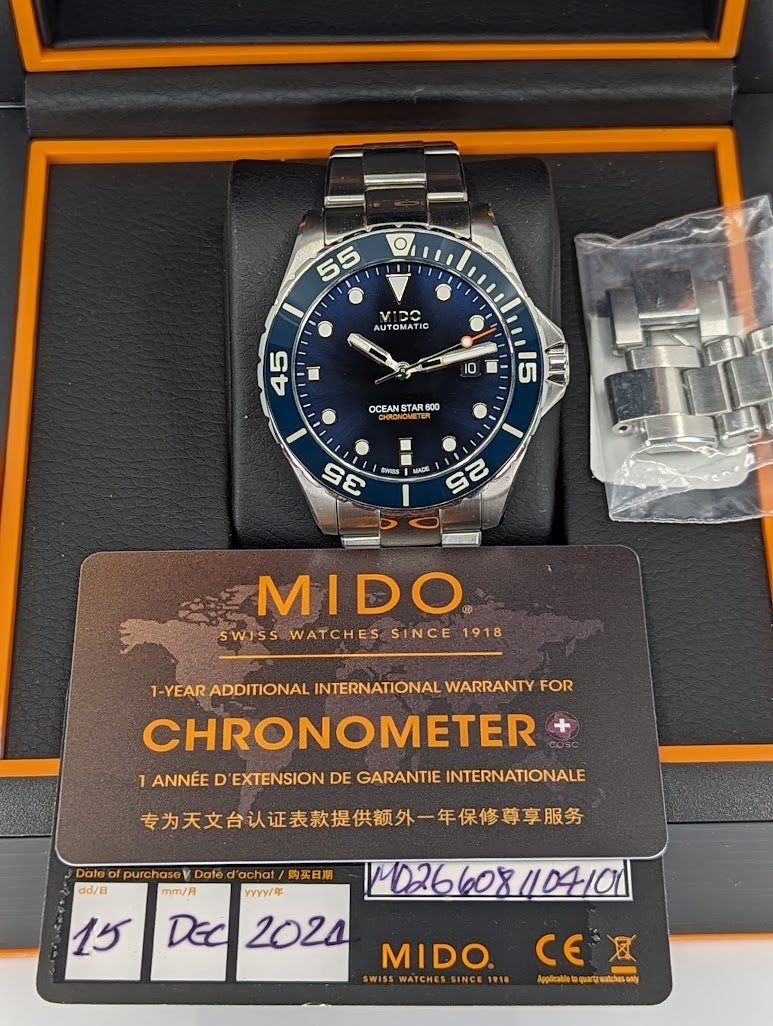 55
MIDO
AUTOMATIC
45
15
10
OCEAN STAR 600
CHRONOMETER
SWISS MADE
35
25
MIDO®
SWISS WATCHES SINCE 1918
1-YEAR ADDITIONAL INTERNATIONAL WARRANTY FOR
CHRONOMETER
COSC
1 ANNÉE D'EXTENSION DE GARANTIE INTERNATIONALE
专为天文台认证表款提供额外一年保修尊享服务
Date of purchase / Date d'achat / 购买日期
M0266081104101
dd/日 mm/月 yyyy/年
15 DEC 2021
MIDO®
SWISS WATCHES SINCE 1918
CE
Applicable to quartz watches only